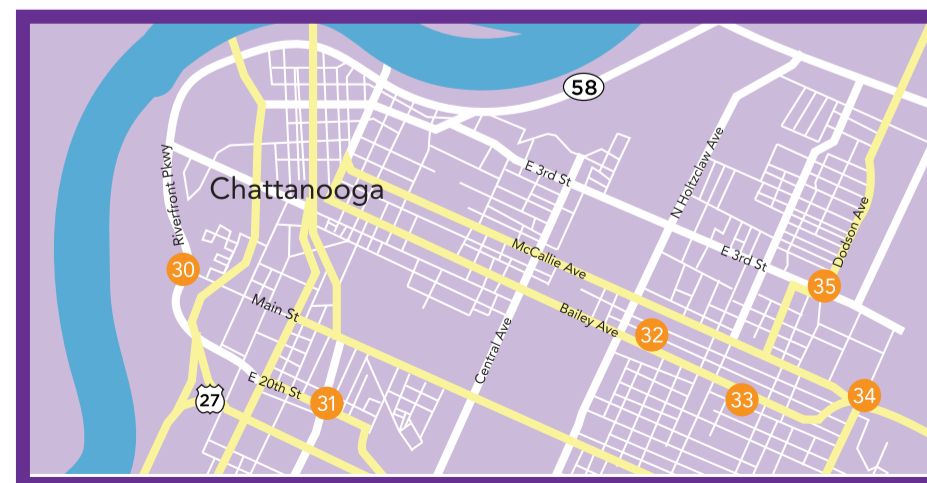 58
E 3rd St
N Holtzclaw Ave
Riverfront Pkwy
Chattanooga
McCallie Ave
E 3rd St
Dodson Ave
30
35
Main St
Bailey Ave
32
Central Ave
E 20th St
27
31
33
34